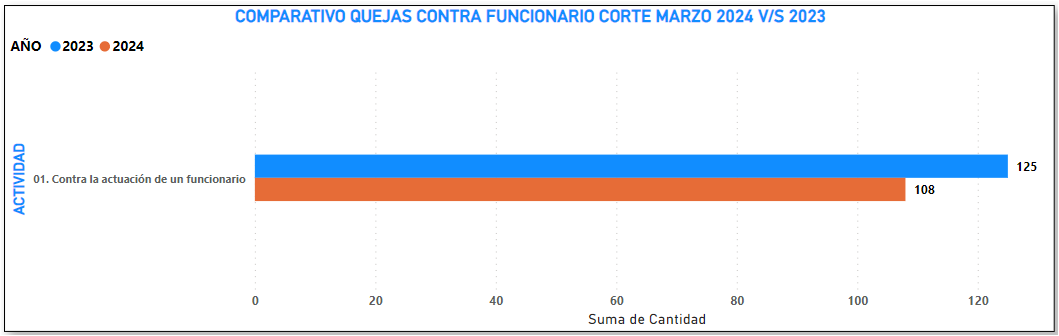 COMPARATIVO QUEJAS CONTRA FUNCIONARIO CORTE MARZO 2024 V/S 2023
AÑO 2023 2024
ACTIVIDAD
01. Contra la actuación de un funcionario
125
108
0 20 40 60 80 100 120
Suma de Cantidad